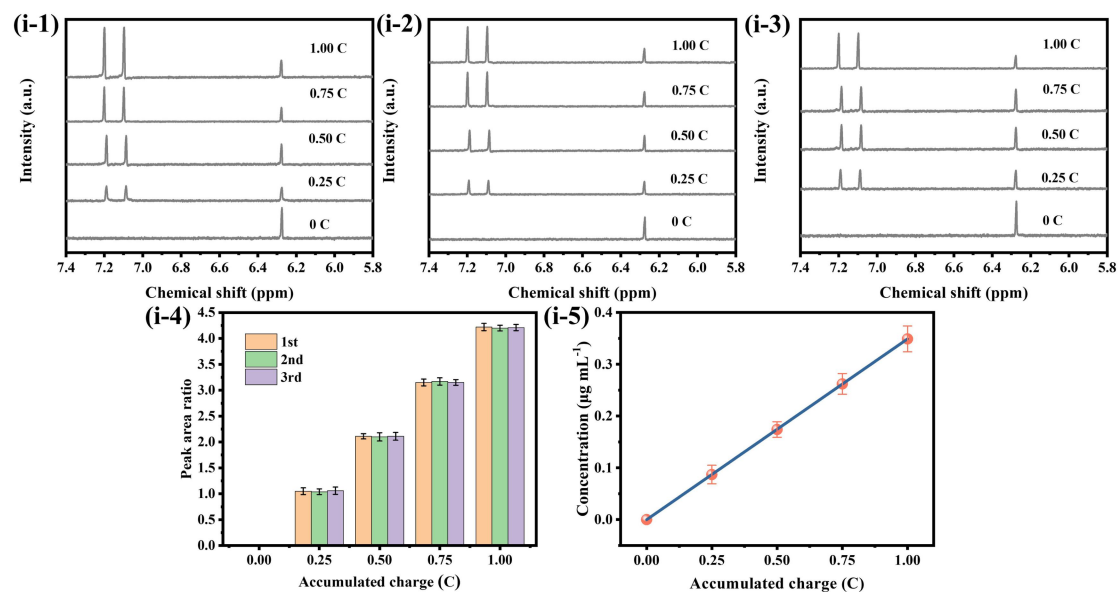 (i-1)
Intensity (a.u.)
1.00 C
0.75 C
0.50 C
0.25 C
0 C
7.4 7.2 7.0 6.8 6.6 6.4 6.2 6.0 5.8
Chemical shift (ppm)
(i-2)
Intensity (a.u.)
1.00 C
0.75 C
0.50 C
0.25 C
0 C
7.4 7.2 7.0 6.8 6.6 6.4 6.2 6.0 5.8
Chemical shift (ppm)
(i-3)
Intensity (a.u.)
1.00 C
0.75 C
0.50 C
0.25 C
0 C
7.4 7.2 7.0 6.8 6.6 6.4 6.2 6.0 5.8
Chemical shift (ppm)
(i-4)
Peak area ratio
4.5
4.0
3.5
3.0
2.5
2.0
1.5
1.0
0.5
0.0
1st
2nd
3rd
0.00 0.25 0.50 0.75 1.00
Accumulated charge (C)
(i-5)
Concentration (μg mL⁻¹)
0.4
0.3
0.2
0.1
0.0
0.00 0.25 0.50 0.75 1.00
Accumulated charge (C)